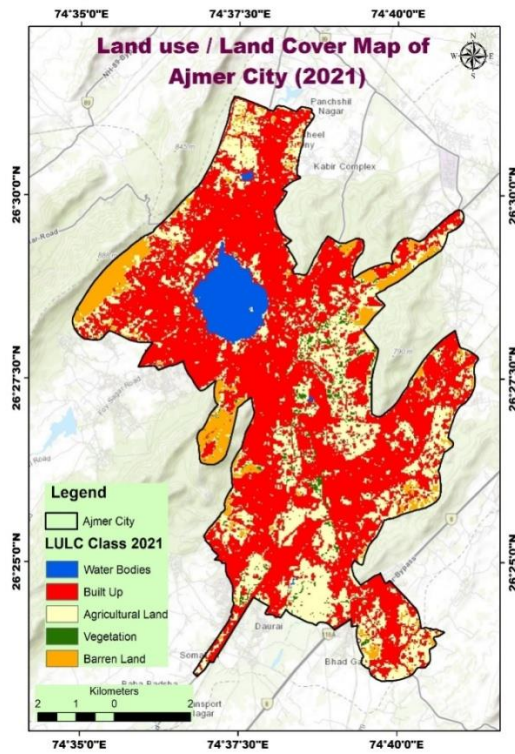 74°35'0"E 74°37'30"E 74°40'0"E
Land use / Land Cover Map of
Ajmer City (2021)
N
W E
S
Panchshil
Nagar
Kabir Complex
26°30'0"N 26°30'0"N
26°27'30"N 26°27'30"N
26°25'0"N 26°25'0"N
Legend
Ajmer City
LULC Class 2021
Water Bodies
Built Up
Agricultural Land
Vegetation
Barren Land
Daurai
Kilometers
2 1 0 2
74°35'0"E 74°37'30"E 74°40'0"E